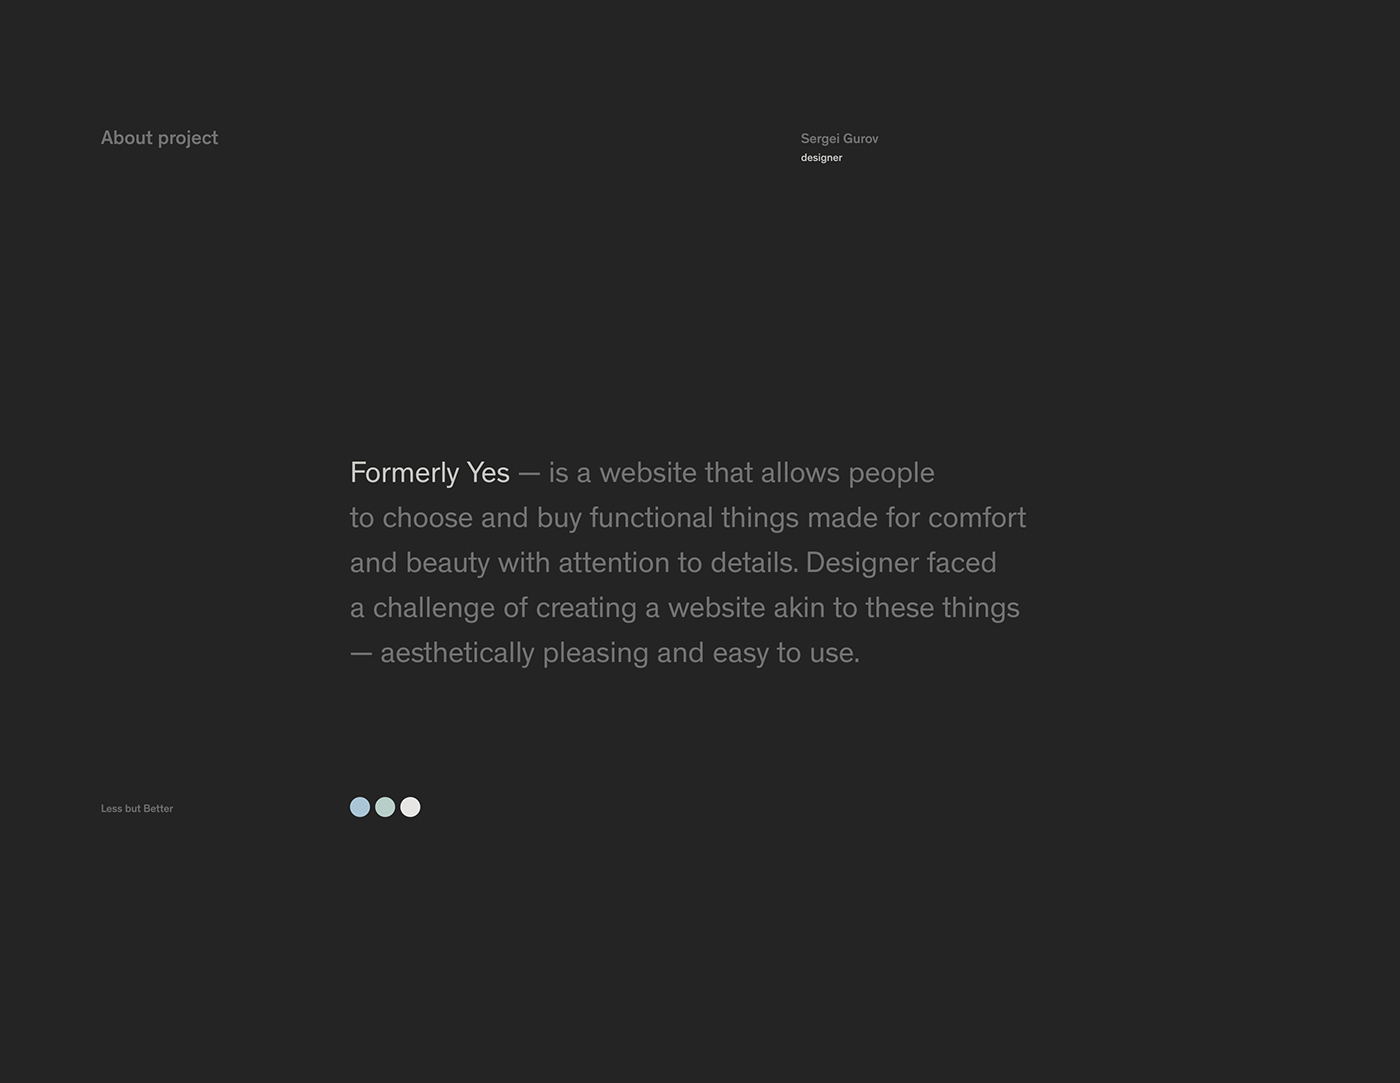 About project
Sergei Gurov
designer
Formerly Yes — is a website that allows people
to choose and buy functional things made for comfort
and beauty with attention to details. Designer faced
a challenge of creating a website akin to these things
— aesthetically pleasing and easy to use.
Less but Better